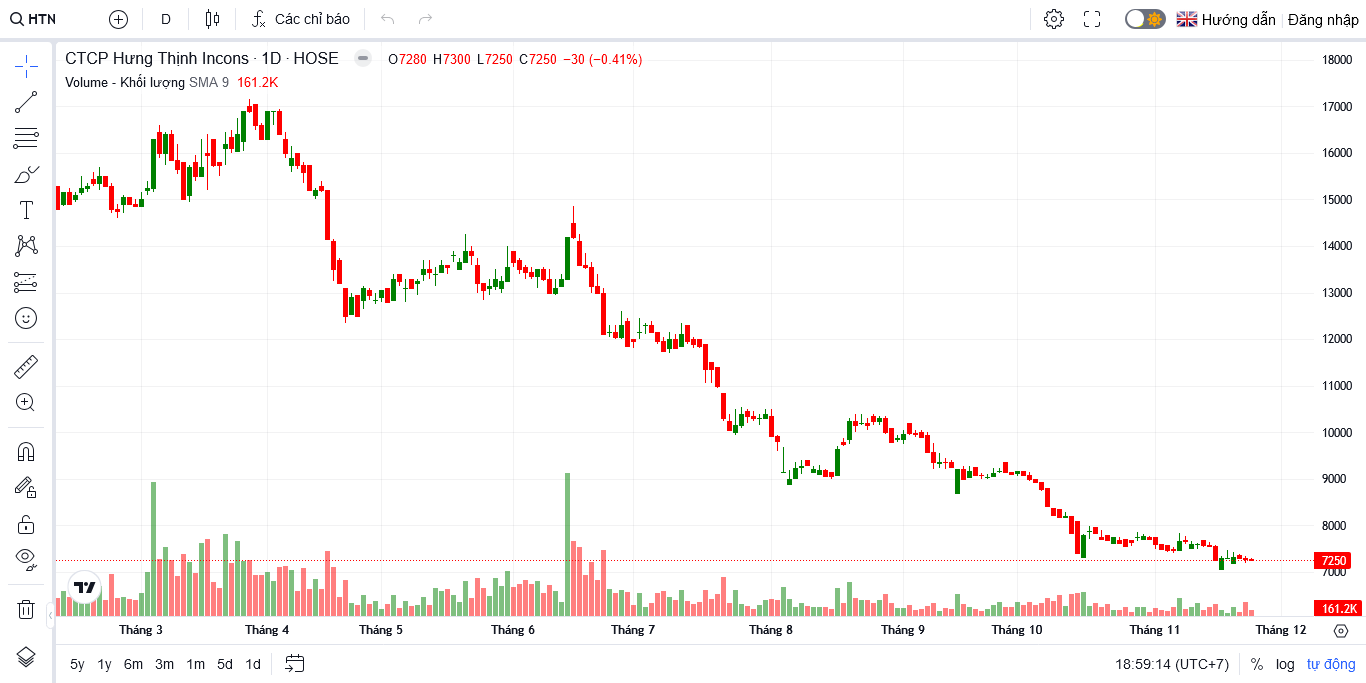 HTN D Các chỉ báo Hướng dẫn Đăng nhập
CTCP Hưng Thịnh Incons · 1D · HOSE O7280 H7300 L7250 C7250 −30 (−0.41%)
Volume - Khối lượng SMA 9 161.2K
18000
17000
16000
15000
14000
13000
12000
11000
10000
9000
8000
7250
7000
161.2K
Tháng 3 Tháng 4 Tháng 5 Tháng 6 Tháng 7 Tháng 8 Tháng 9 Tháng 10 Tháng 11 Tháng 12
5y 1y 6m 3m 1m 5d 1d 18:59:14 (UTC+7) % log tự động